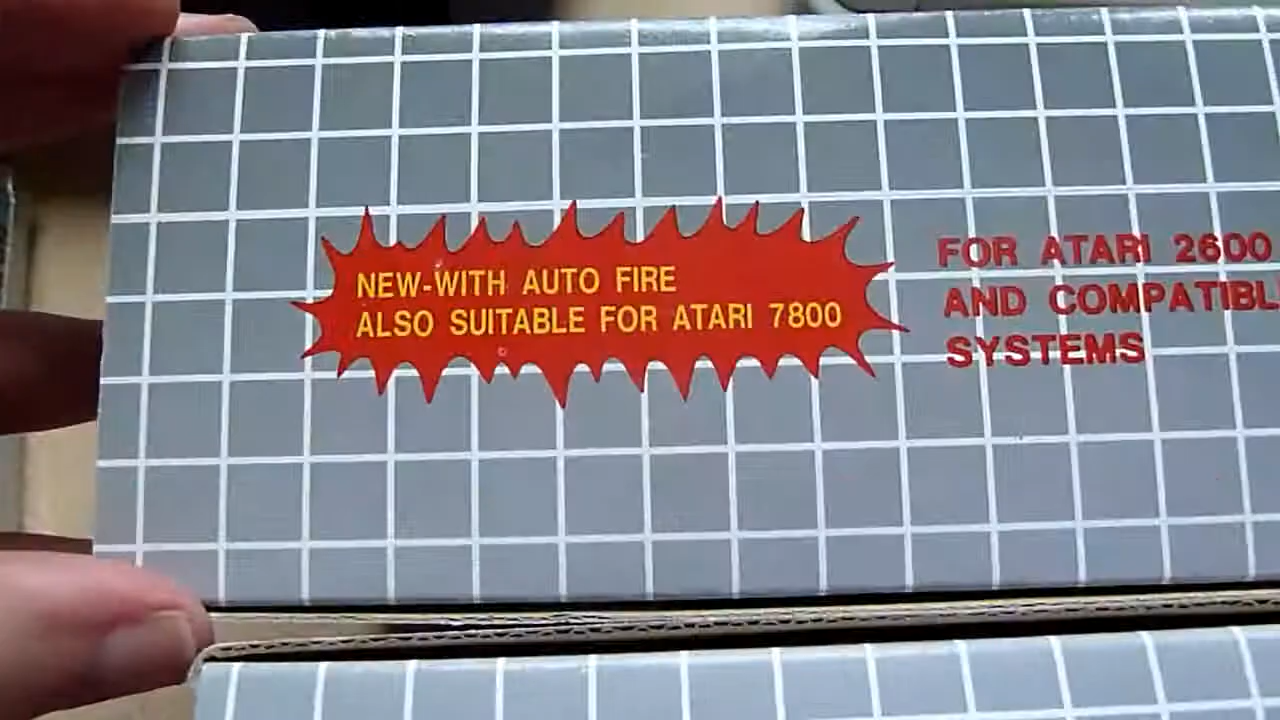 NEW-WITH AUTO FIRE
ALSO SUITABLE FOR ATARI 7800
FOR ATARI 2600
AND COMPATIBL
SYSTEMS